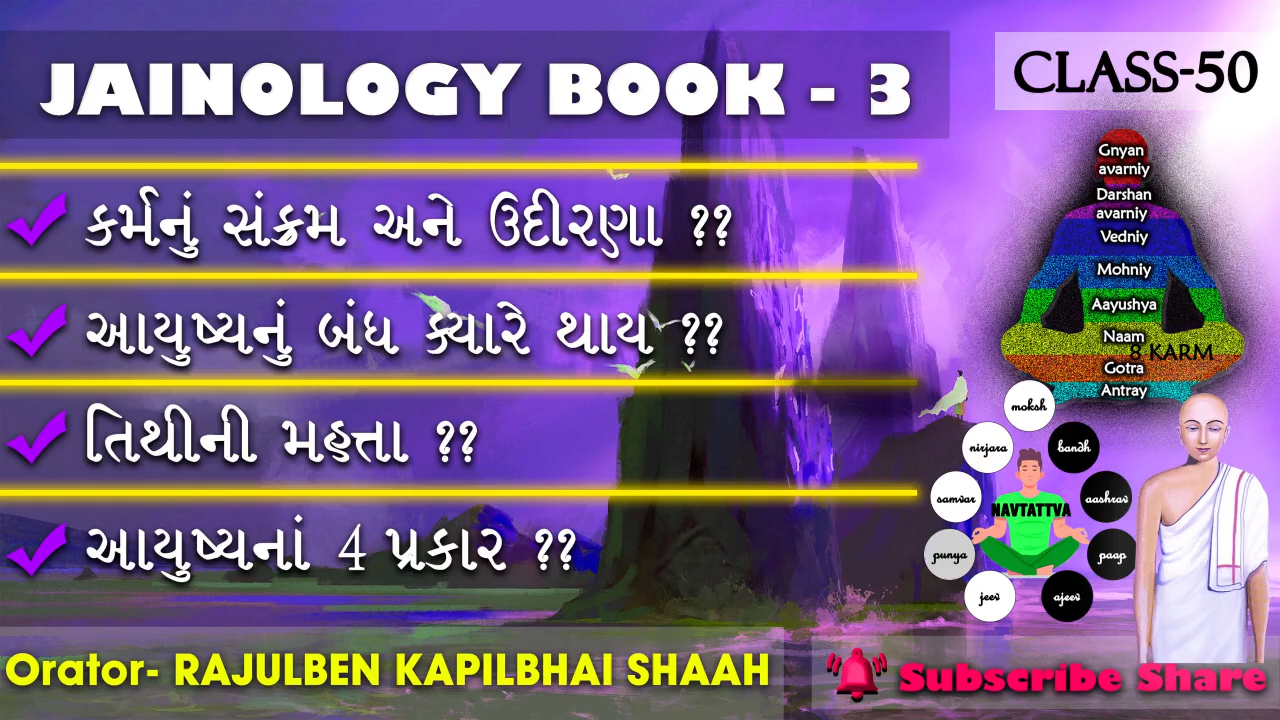 JAINOLOGY BOOK - 3
CLASS-50
કર્મનું સંક્રમ અને ઉદીરણા ??
આયુષ્યનું બંધ ક્યારે થાય ??
તિથીની મહત્તા ??
આયુષ્યનાં 4 પ્રકાર ??
Gnyan
avarniy
Darshan
avarniy
Vedniy
Mohniy
Aayushya
Naam
8 KARM
Gotra
Antray
moksh
nirjara
bandh
samvar
aashrav
NAVTATTVA
punya
paap
jeev
ajeev
Orator- RAJULBEN KAPILBHAI SHAAH
Subscribe Share